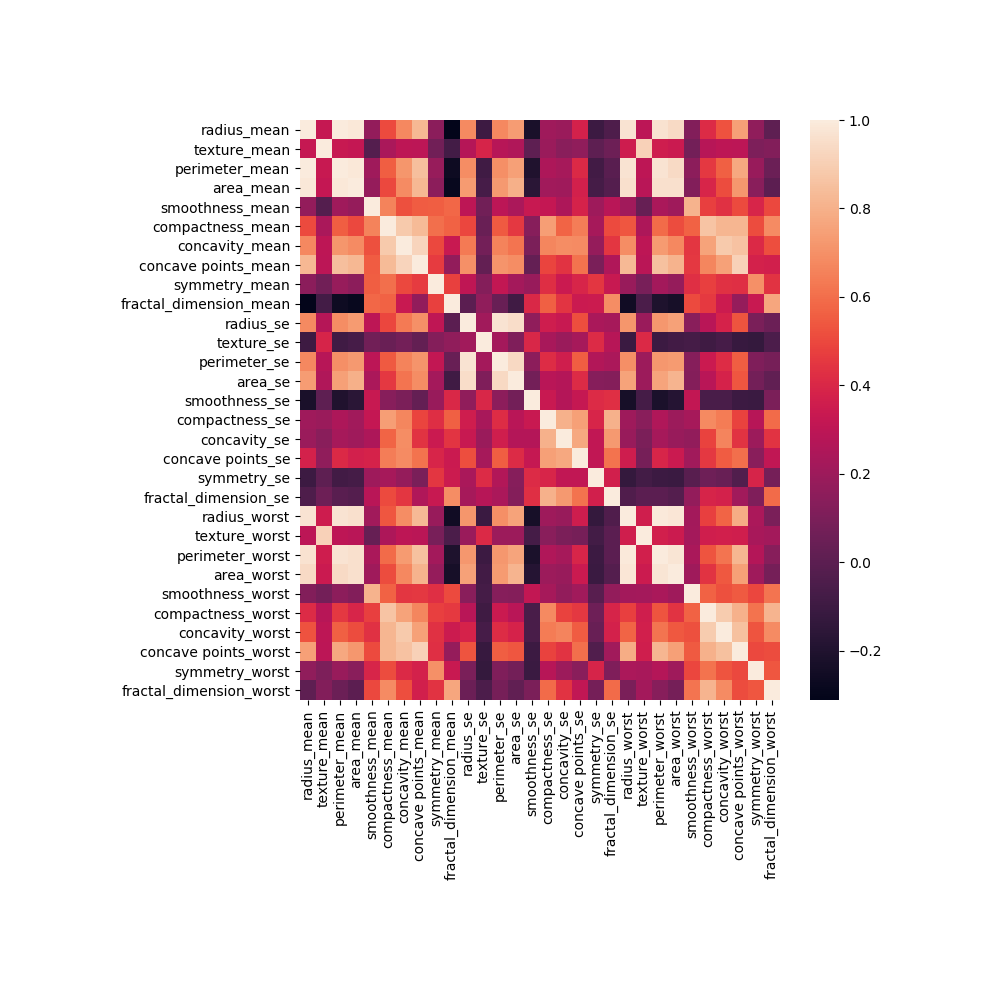 radius_mean
texture_mean
perimeter_mean
area_mean
smoothness_mean
compactness_mean
concavity_mean
concave points_mean
symmetry_mean
fractal_dimension_mean
radius_se
texture_se
perimeter_se
area_se
smoothness_se
compactness_se
concavity_se
concave points_se
symmetry_se
fractal_dimension_se
radius_worst
texture_worst
perimeter_worst
area_worst
smoothness_worst
compactness_worst
concavity_worst
concave points_worst
symmetry_worst
fractal_dimension_worst
radius_mean
texture_mean
perimeter_mean
area_mean
smoothness_mean
compactness_mean
concavity_mean
concave points_mean
symmetry_mean
fractal_dimension_mean
radius_se
texture_se
perimeter_se
area_se
smoothness_se
compactness_se
concavity_se
concave points_se
symmetry_se
fractal_dimension_se
radius_worst
texture_worst
perimeter_worst
area_worst
smoothness_worst
compactness_worst
concavity_worst
concave points_worst
symmetry_worst
fractal_dimension_worst
1.0
0.8
0.6
0.4
0.2
0.0
−0.2